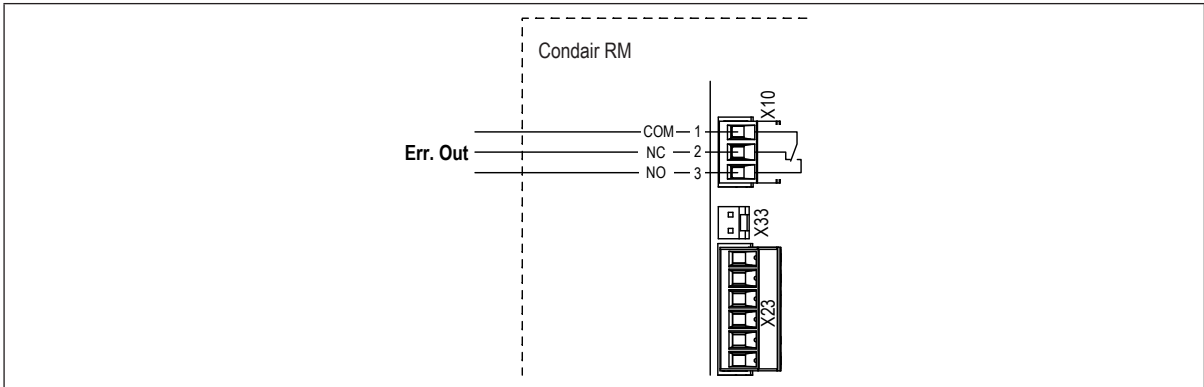 Condair RM
X10
COM 1
Err. Out NC 2
NO 3
X33
X23